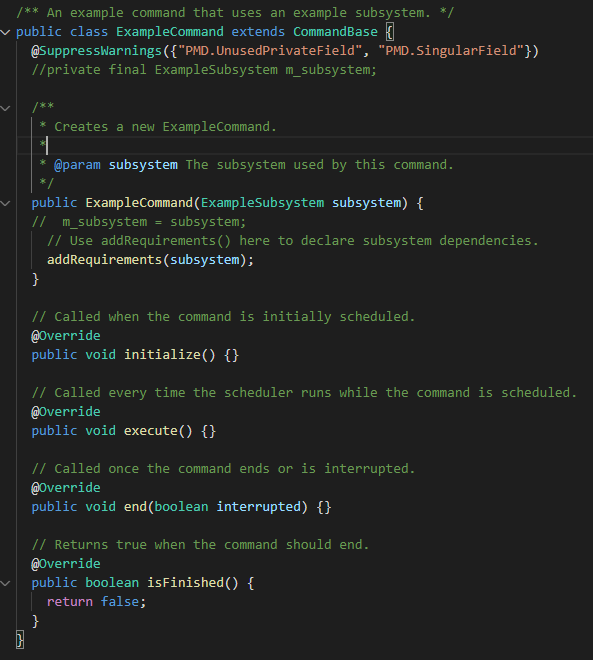 /** An example command that uses an example subsystem. */
public class ExampleCommand extends CommandBase {
  @SuppressWarnings({"PMD.UnusedPrivateField", "PMD.SingularField"})
  //private final ExampleSubsystem m_subsystem;

  /**
   * Creates a new ExampleCommand.
   *
   * @param subsystem The subsystem used by this command.
   */
  public ExampleCommand(ExampleSubsystem subsystem) {
  //  m_subsystem = subsystem;
    // Use addRequirements() here to declare subsystem dependencies.
    addRequirements(subsystem);
  }

  // Called when the command is initially scheduled.
  @Override
  public void initialize() {}

  // Called every time the scheduler runs while the command is scheduled.
  @Override
  public void execute() {}

  // Called once the command ends or is interrupted.
  @Override
  public void end(boolean interrupted) {}

  // Returns true when the command should end.
  @Override
  public boolean isFinished() {
    return false;
  }
}